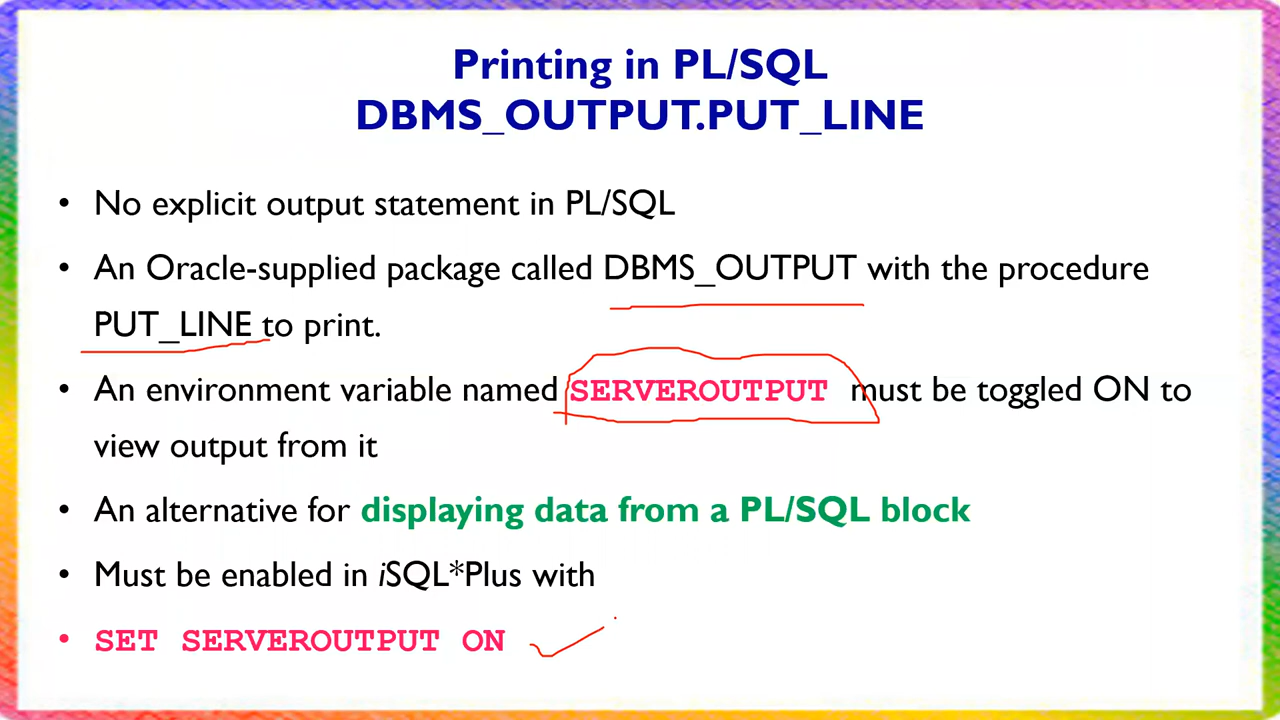 Printing in PL/SQL
DBMS_OUTPUT.PUT_LINE
• No explicit output statement in PL/SQL
• An Oracle-supplied package called DBMS_OUTPUT with the procedure
PUT_LINE to print.
• An environment variable named SERVEROUTPUT must be toggled ON to
view output from it
• An alternative for displaying data from a PL/SQL block
• Must be enabled in iSQL*Plus with
• SET SERVEROUTPUT ON